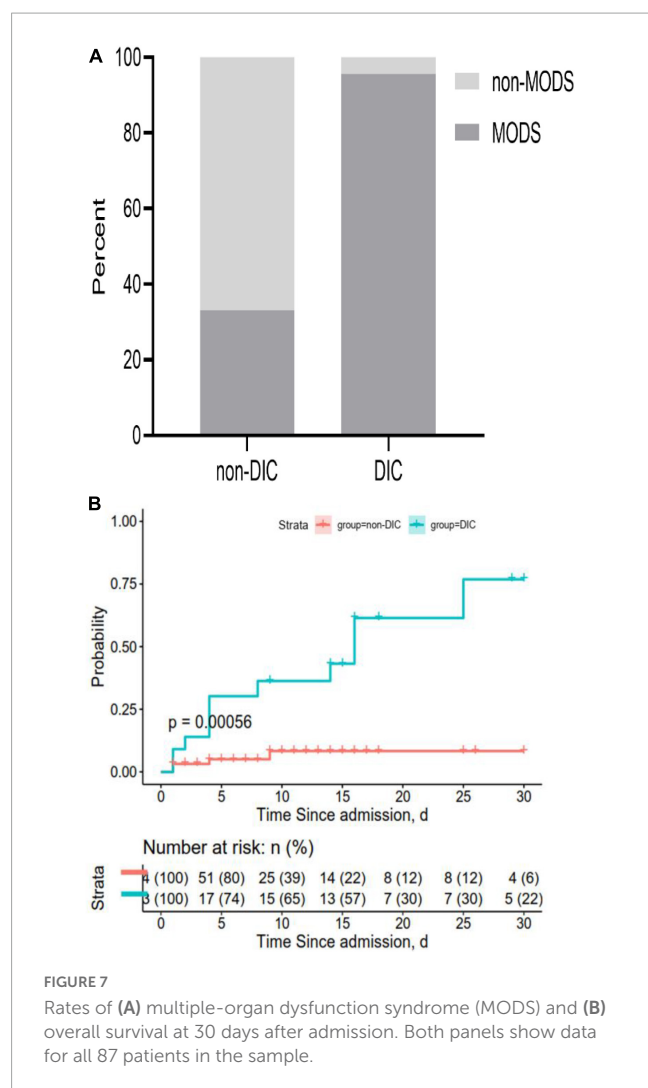 A
100
80
60
40
20
0
Percent
non-DIC DIC
non-MODS
MODS
B
Strata group=non-DIC group=DIC
1.00
0.75
0.50
0.25
0.00
Probability
p = 0.00056
0 5 10 15 20 25 30
Time Since admission, d
Number at risk: n (%)
Strata
4 (100) 51 (80) 25 (39) 14 (22) 8 (12) 8 (12) 4 (6)
3 (100) 17 (74) 15 (65) 13 (57) 7 (30) 7 (30) 5 (22)
0 5 10 15 20 25 30
Time Since admission, d
FIGURE 7
Rates of (A) multiple-organ dysfunction syndrome (MODS) and (B)
overall survival at 30 days after admission. Both panels show data
for all 87 patients in the sample.